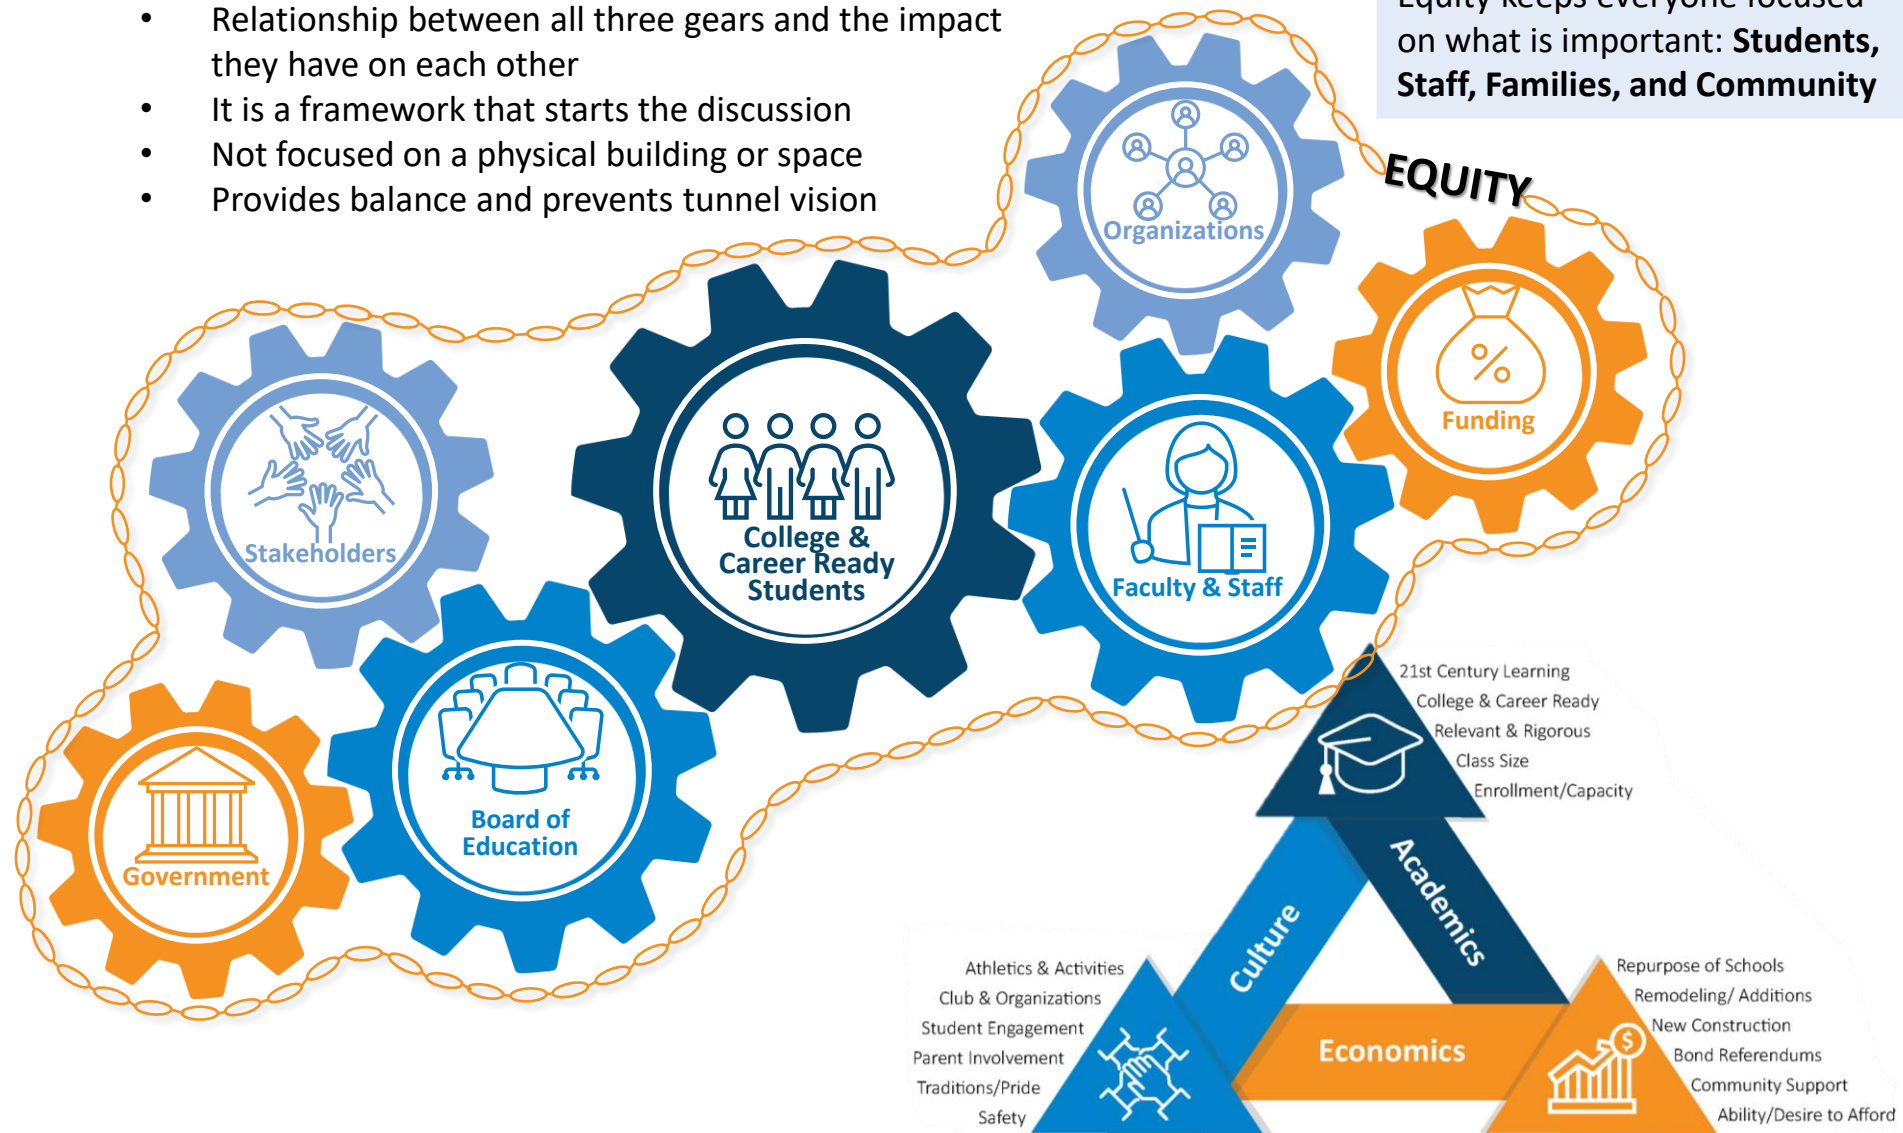 • Relationship between all three gears and the impact
they have on each other
• It is a framework that starts the discussion
• Not focused on a physical building or space
• Provides balance and prevents tunnel vision
Equity keeps everyone focused
on what is important: Students,
Staff, Families, and Community
EQUITY
Organizations
Funding
Stakeholders
College &
Career Ready
Students
Faculty & Staff
Board of
Education
Government
21st Century Learning
College & Career Ready
Relevant & Rigorous
Class Size
Enrollment/Capacity
Academics
Culture
Economics
Athletics & Activities
Club & Organizations
Student Engagement
Parent Involvement
Traditions/Pride
Safety
Repurpose of Schools
Remodeling/ Additions
New Construction
Bond Referendums
Community Support
Ability/Desire to Afford